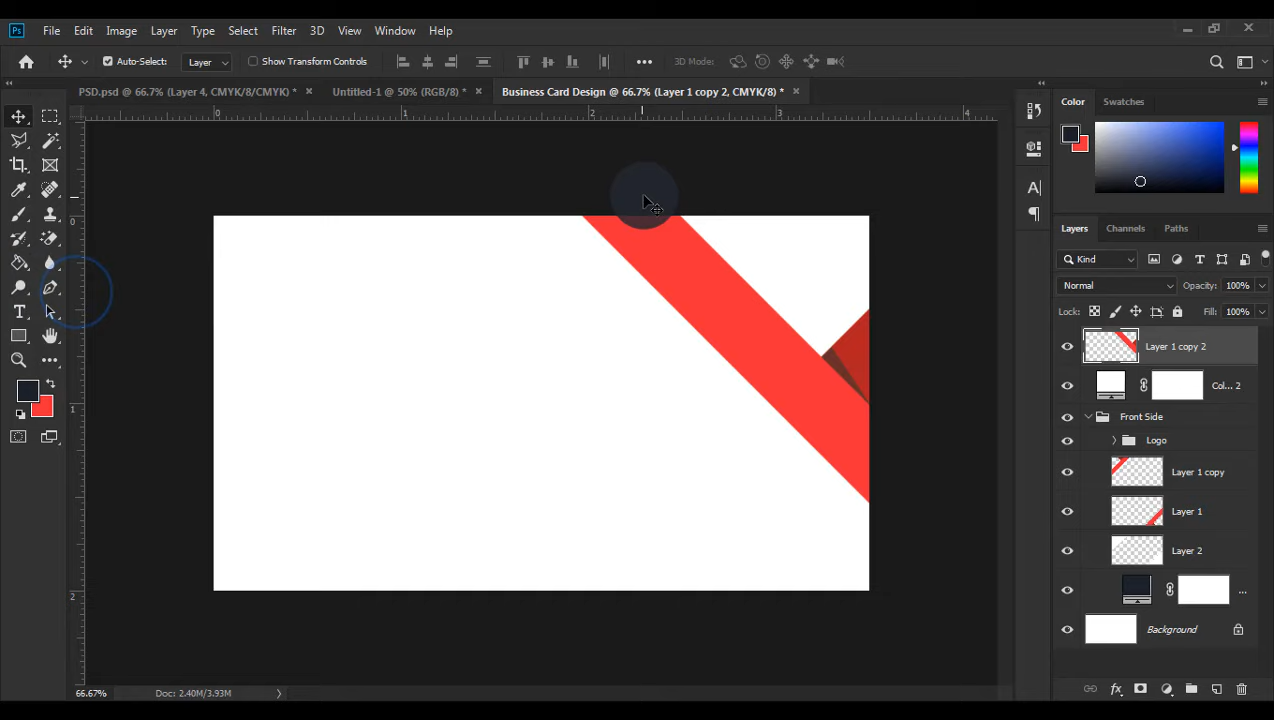 Ps File Edit Image Layer Type Select Filter 3D View Window Help
Auto-Select: Layer Show Transform Controls 3D Mode:
PSD.psd @ 66.7% (Layer 4, CMYK/8/CMYK) * × Untitled-1 @ 50% (RGB/8) * × Business Card Design @ 66.7% (Layer 1 copy 2, CMYK/8) * ×
Color Swatches
0 1 2 3 4
0
1
2
Layers Channels Paths
Kind
Normal Opacity: 100%
Lock: Fill: 100%
Layer 1 copy 2
Col... 2
Front Side
Logo
Layer 1 copy
Layer 1
Layer 2
...
Background
66.67% Doc: 2.40M/3.93M